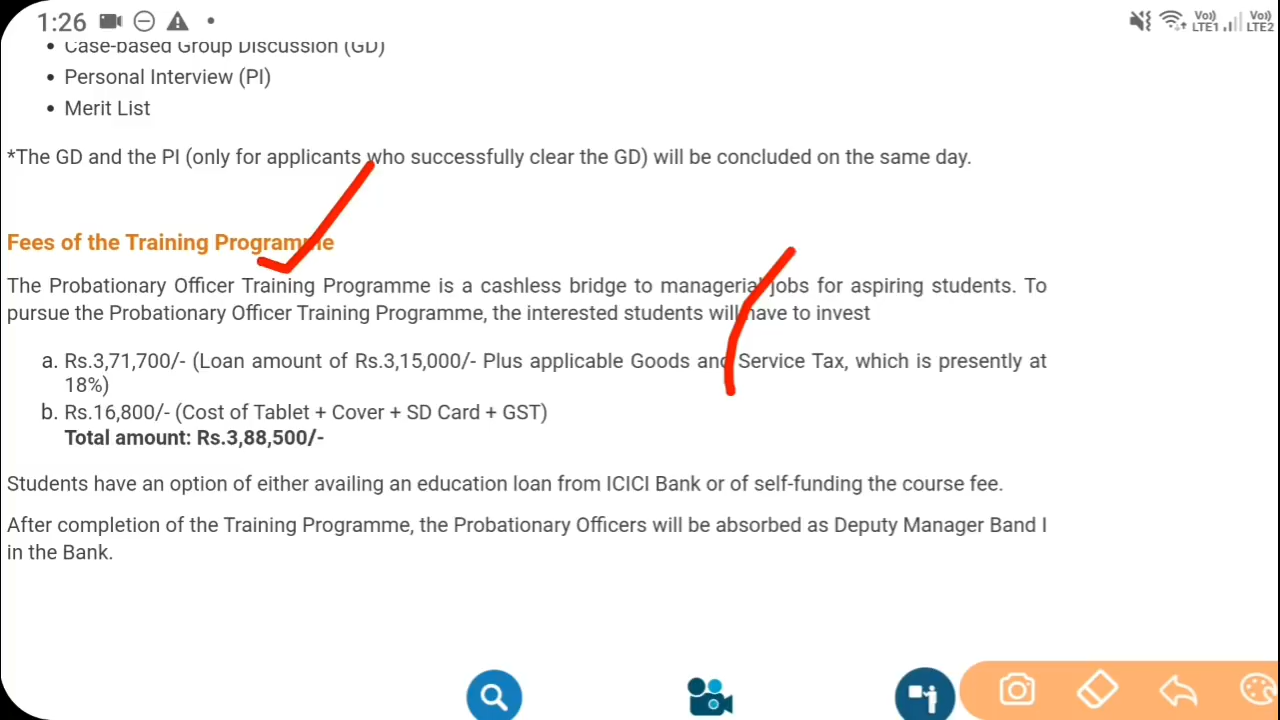 1:26
Vo)) LTE1 Vo)) LTE2
• Case-based Group Discussion (GD)
• Personal Interview (PI)
• Merit List
*The GD and the PI (only for applicants who successfully clear the GD) will be concluded on the same day.
Fees of the Training Programme
The Probationary Officer Training Programme is a cashless bridge to managerial jobs for aspiring students. To
pursue the Probationary Officer Training Programme, the interested students will have to invest
a. Rs.3,71,700/- (Loan amount of Rs.3,15,000/- Plus applicable Goods and Service Tax, which is presently at
18%)
b. Rs.16,800/- (Cost of Tablet + Cover + SD Card + GST)
Total amount: Rs.3,88,500/-
Students have an option of either availing an education loan from ICICI Bank or of self-funding the course fee.
After completion of the Training Programme, the Probationary Officers will be absorbed as Deputy Manager Band I
in the Bank.